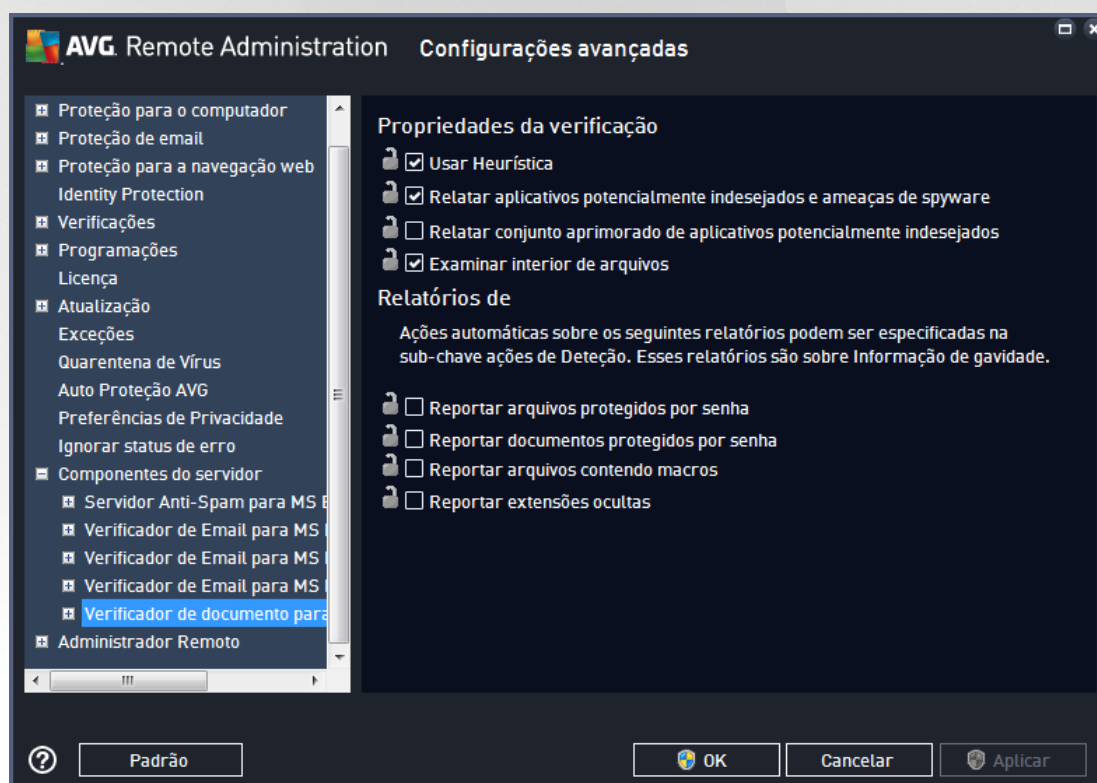 AVG. Remote Administration Configurações avançadas
Proteção para o computador
Proteção de email
Proteção para a navegação web
Identity Protection
Verificações
Programações
Licença
Atualização
Exceções
Quarentena de Vírus
Auto Proteção AVG
Preferências de Privacidade
Ignorar status de erro
Componentes do servidor
Servidor Anti-Spam para MS
Verificador de Email para MS
Verificador de Email para MS
Verificador de Email para MS
Verificador de documento para
Administrador Remoto
Propriedades da verificação
Usar Heurística
Relatar aplicativos potencialmente indesejados e ameaças de spyware
Relatar conjunto aprimorado de aplicativos potencialmente indesejados
Examinar interior de arquivos
Relatórios de
Ações automáticas sobre os seguintes relatórios podem ser especificadas na
sub-chave ações de Deteção. Esses relatórios são sobre Informação de gavidade.
Reportar arquivos protegidos por senha
Reportar documentos protegidos por senha
Reportar arquivos contendo macros
Reportar extensões ocultas
Padrão
OK
Cancelar
Aplicar